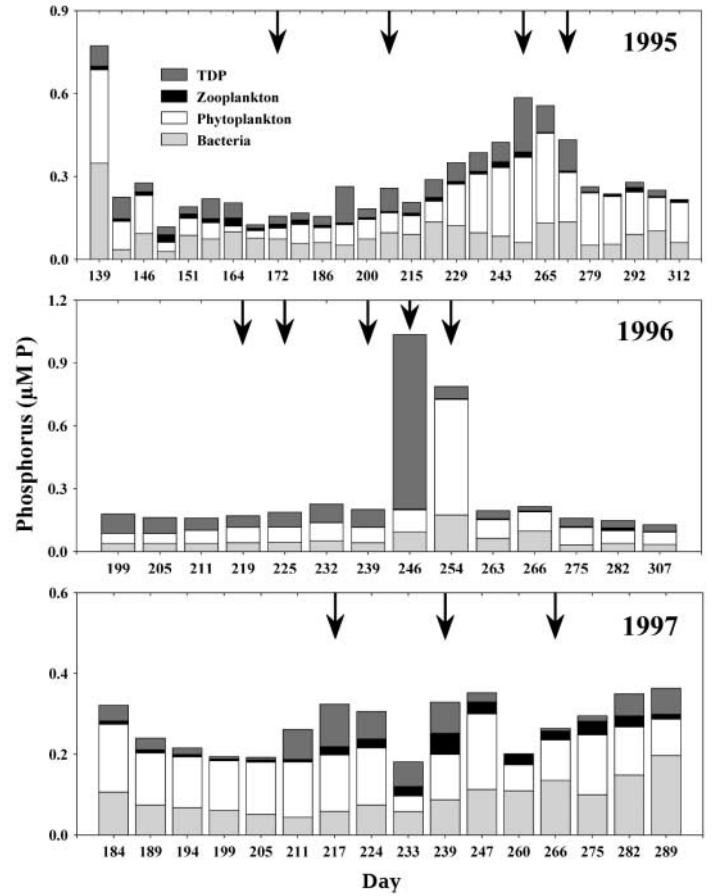 0.9
1995
TDP
Zooplankton
0.6
Phytoplankton
Bacteria
0.3
0.0
139 146 151 164 172 186 200 215 229 243 265 279 292 312
1.2
1996
0.9
0.6
0.3
0.0
199 205 211 219 225 232 239 246 254 263 266 275 282 307
Phosphorus (μM P)
0.6
1997
0.4
0.2
0.0
184 189 194 199 205 211 217 224 233 239 247 260 266 275 282 289
Day